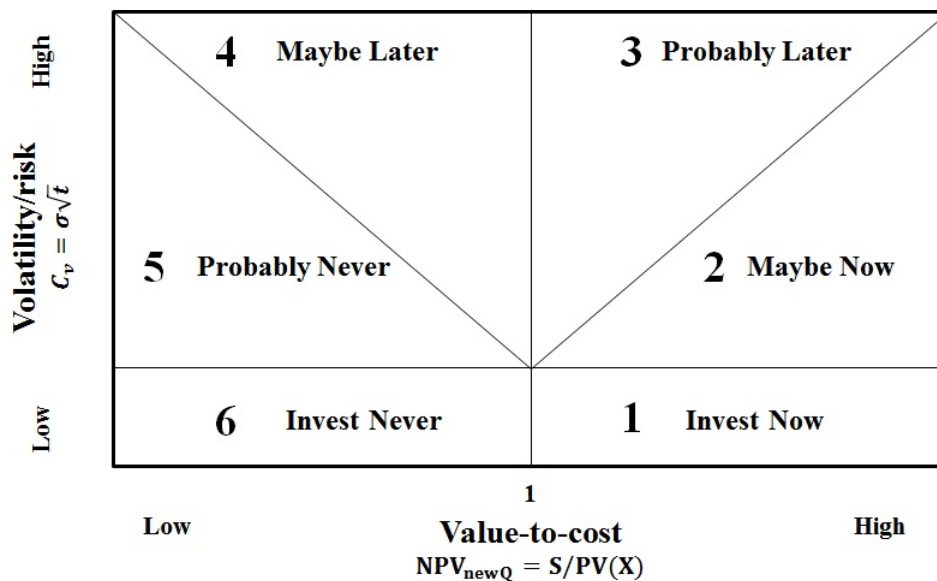 High
4 Maybe Later
3 Probably Later
Volatility/risk
C_v = σ√t
5 Probably Never
2 Maybe Now
Low
6 Invest Never
1 Invest Now
1
Low
Value-to-cost
High
NPV_newQ = S/PV(X)